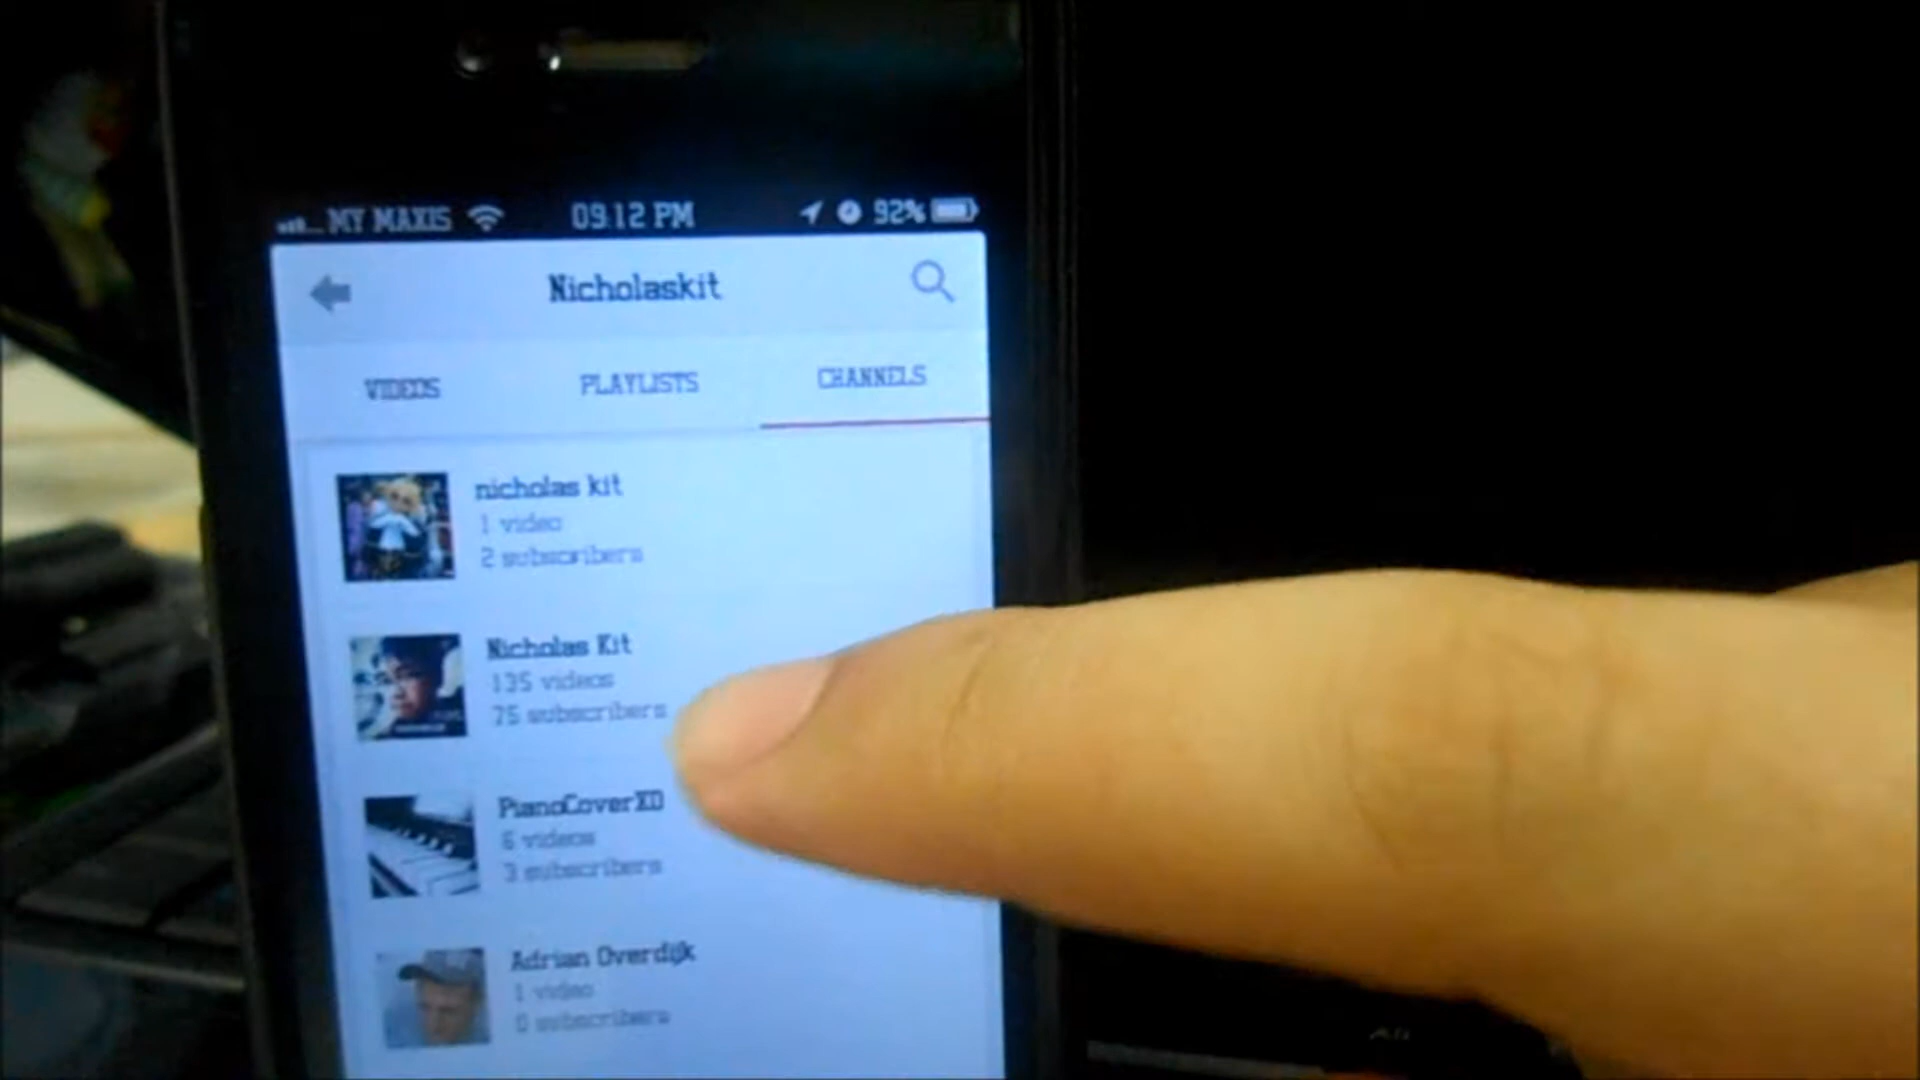 MY MAXIS 09:12 PM 92%
Nicholaskit
VIDEOS PLAYLISTS CHANNELS
nicholas kit
1 video
2 subscribers
Nicholas Kit
135 videos
75 subscribers
PianoCoverXD
6 videos
3 subscribers
Adrian Overdijk
1 video
0 subscribers